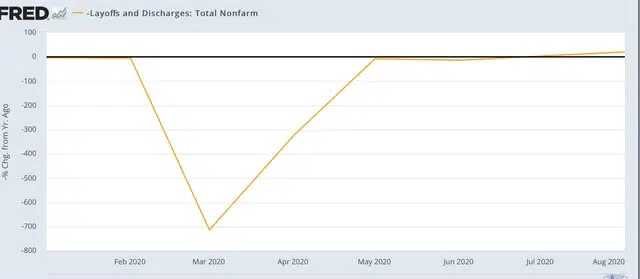 FRED
-Layoffs and Discharges: Total Nonfarm
-% Chg. from Yr. Ago
100
0
-100
-200
-300
-400
-500
-600
-700
-800
Feb 2020
Mar 2020
Apr 2020
May 2020
Jun 2020
Jul 2020
Aug 2020